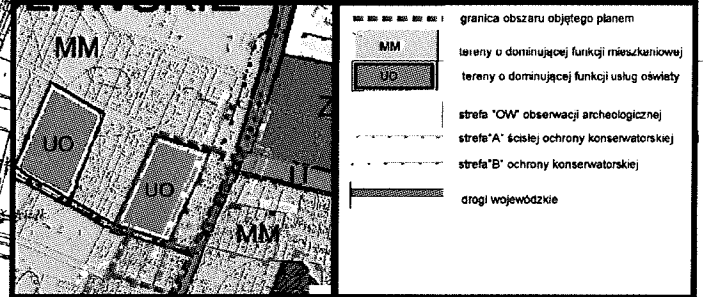 MM
UO
UO
MM
granica obszaru objętego planem
MM tereny o dominującej funkcji mieszkeniowej
UO tereny o dominującej funkcji usług oświaty
strefa "OW" obserwacji archeologicznej
strefa "A" ścisłej ochrony konserwatorskiej
strefa "B" ochrony konserwatorskiej
drogi wojewódzkie